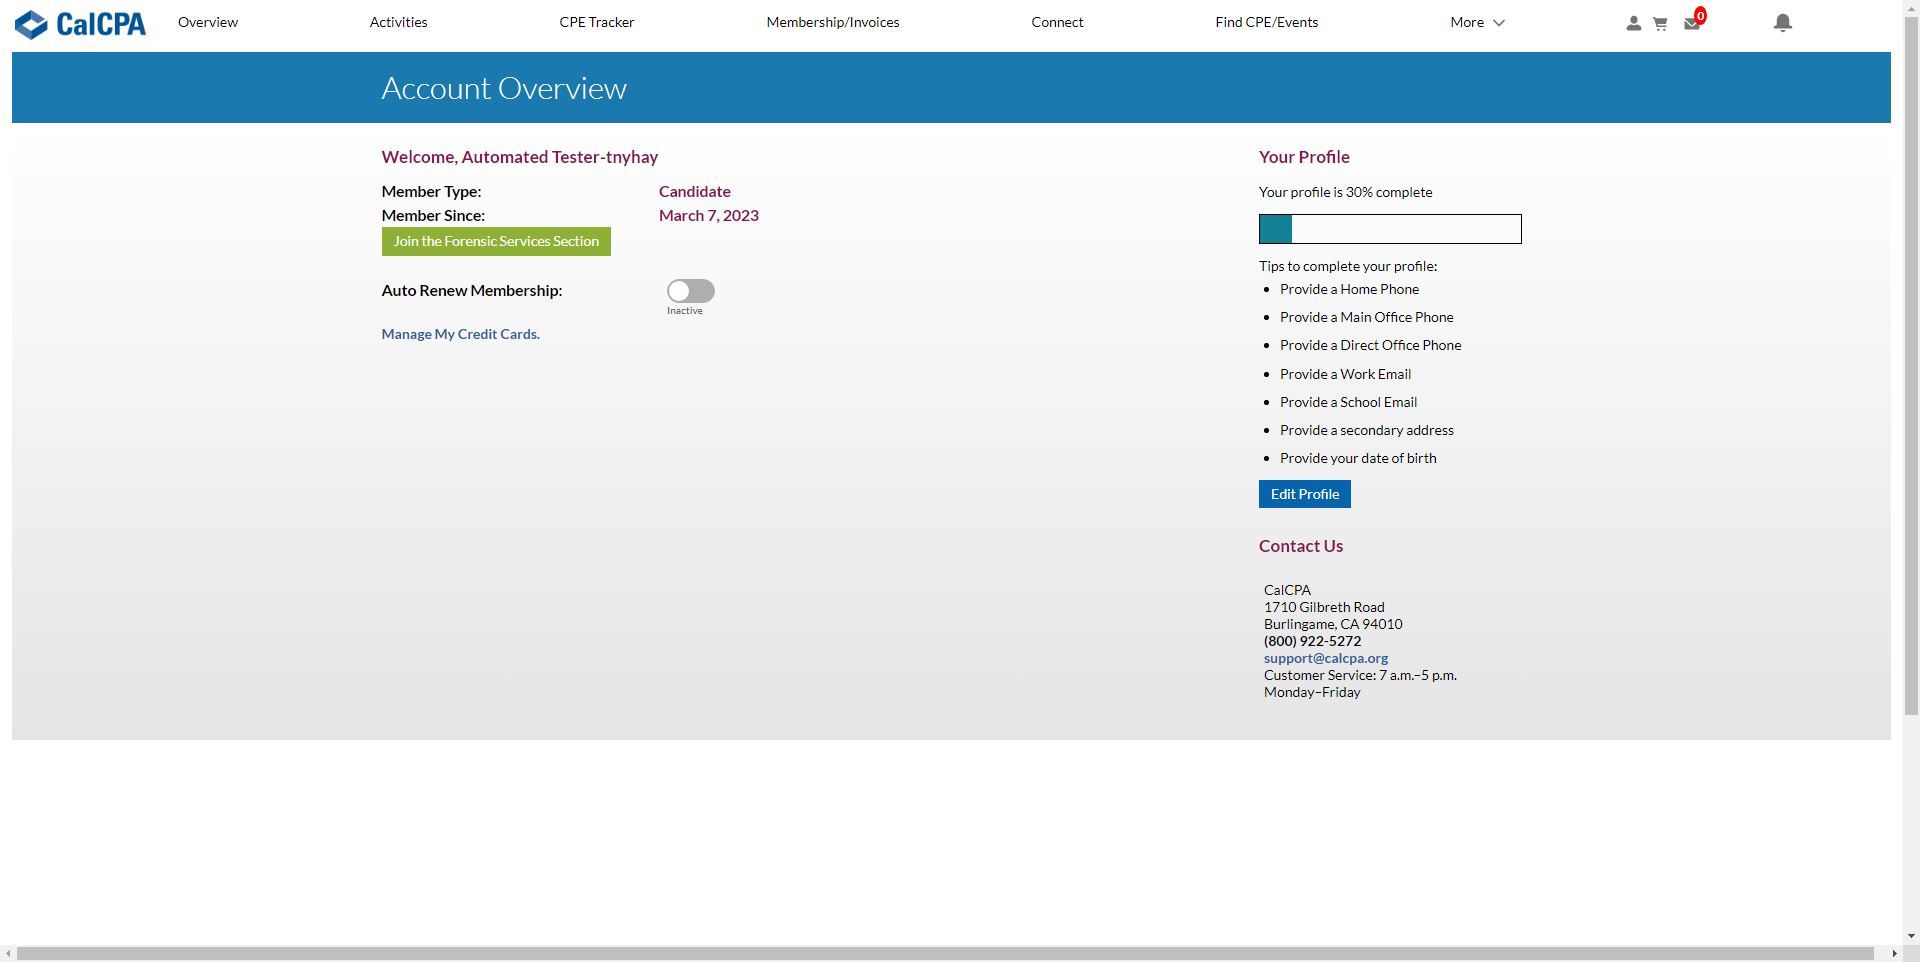 CalCPA
Overview
Activities
CPE Tracker
Membership/Invoices
Connect
Find CPE/Events
More
0
Account Overview
Welcome, Automated Tester-tnyhay
Member Type: Candidate
Member Since: March 7, 2023
Join the Forensic Services Section
Auto Renew Membership:
Inactive
Manage My Credit Cards.
Your Profile
Your profile is 30% complete
Tips to complete your profile:
Provide a Home Phone
Provide a Main Office Phone
Provide a Direct Office Phone
Provide a Work Email
Provide a School Email
Provide a secondary address
Provide your date of birth
Edit Profile
Contact Us
CalCPA
1710 Gilbreth Road
Burlingame, CA 94010
(800) 922-5272
support@calcpa.org
Customer Service: 7 a.m.–5 p.m.
Monday–Friday